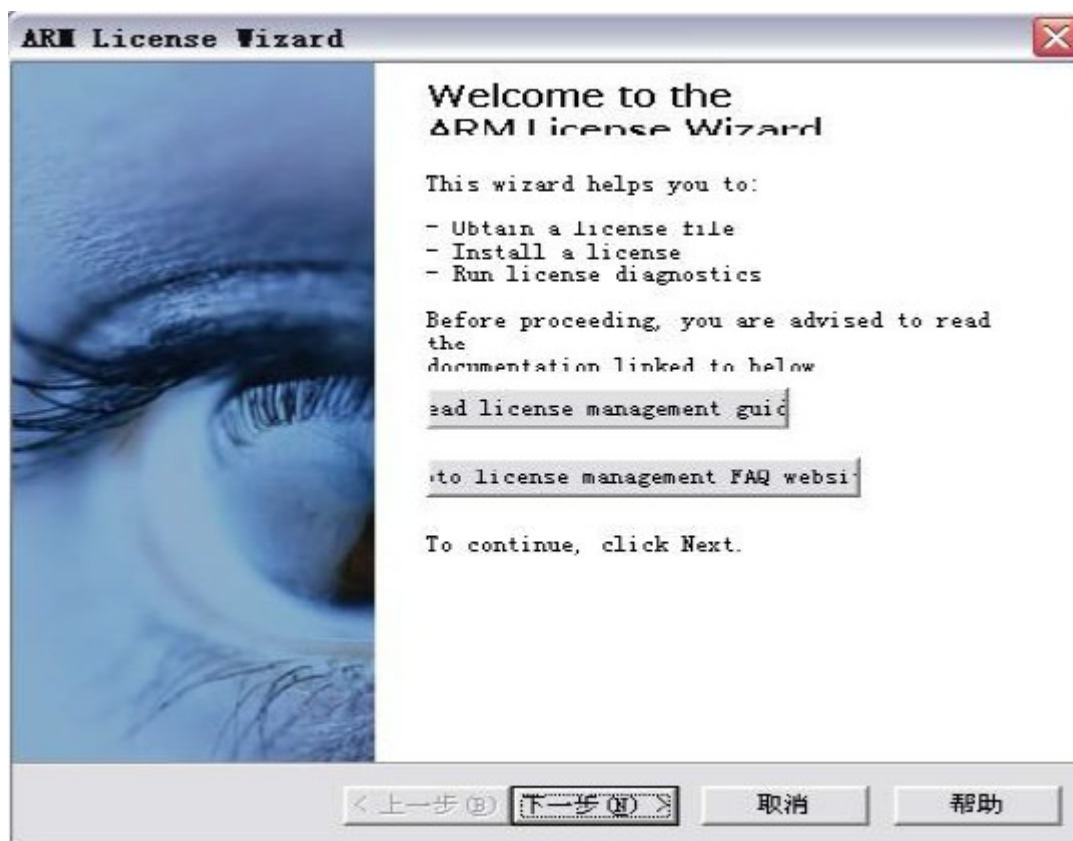 ARM License Wizard
Welcome to the
ARM License Wizard
This wizard helps you to:
- Obtain a license file
- Install a license
- Run license diagnostics
Before proceeding, you are advised to read
the
documentation linked to below
ead license management guid
to license management FAQ websi
To continue, click Next.
< 上一步(B) 下一步(N) > 取消 帮助